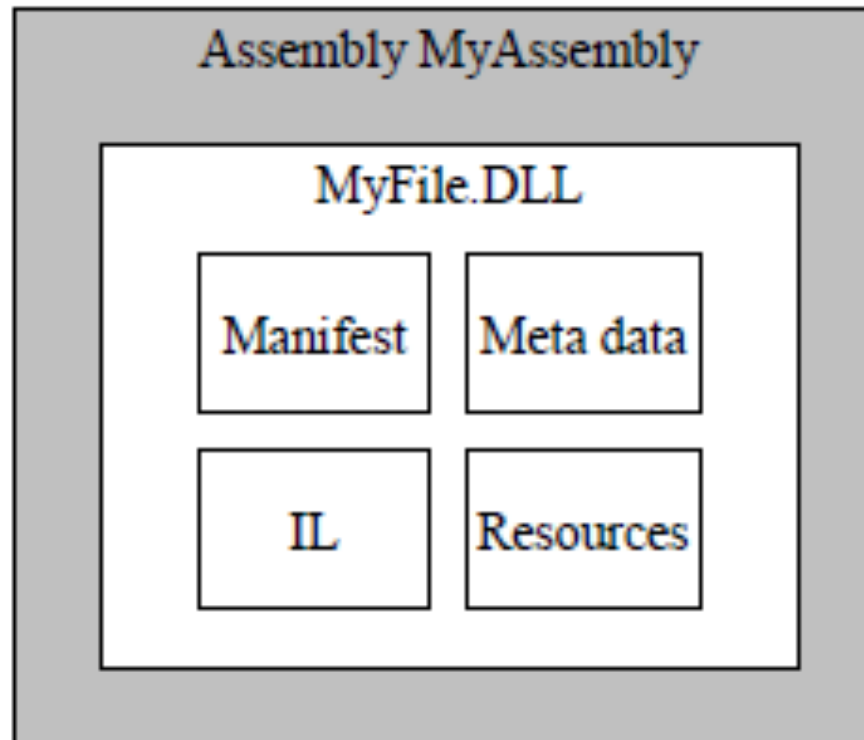 Assembly MyAssembly
MyFile.DLL
Manifest
Meta data
IL
Resources